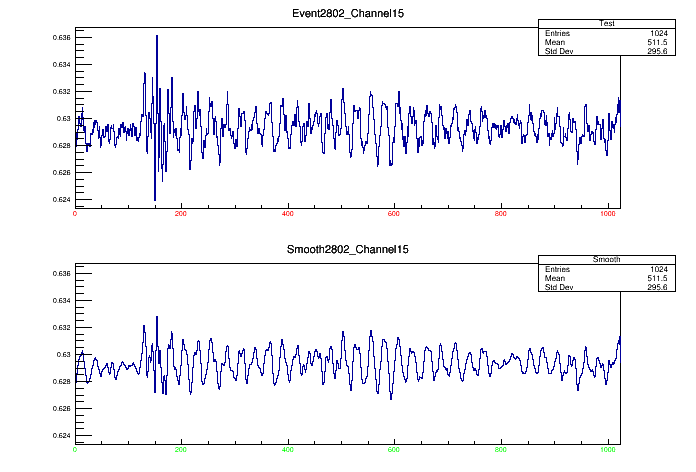 Event2802_Channel15
Test
Entries 1024
Mean 511.5
Std Dev 295.6
0.636
0.634
0.632
0.63
0.628
0.626
0.624
0 200 400 600 800 1000
Smooth2802_Channel15
Smooth
Entries 1024
Mean 511.5
Std Dev 295.6
0.636
0.634
0.632
0.63
0.628
0.626
0.624
0 200 400 600 800 1000